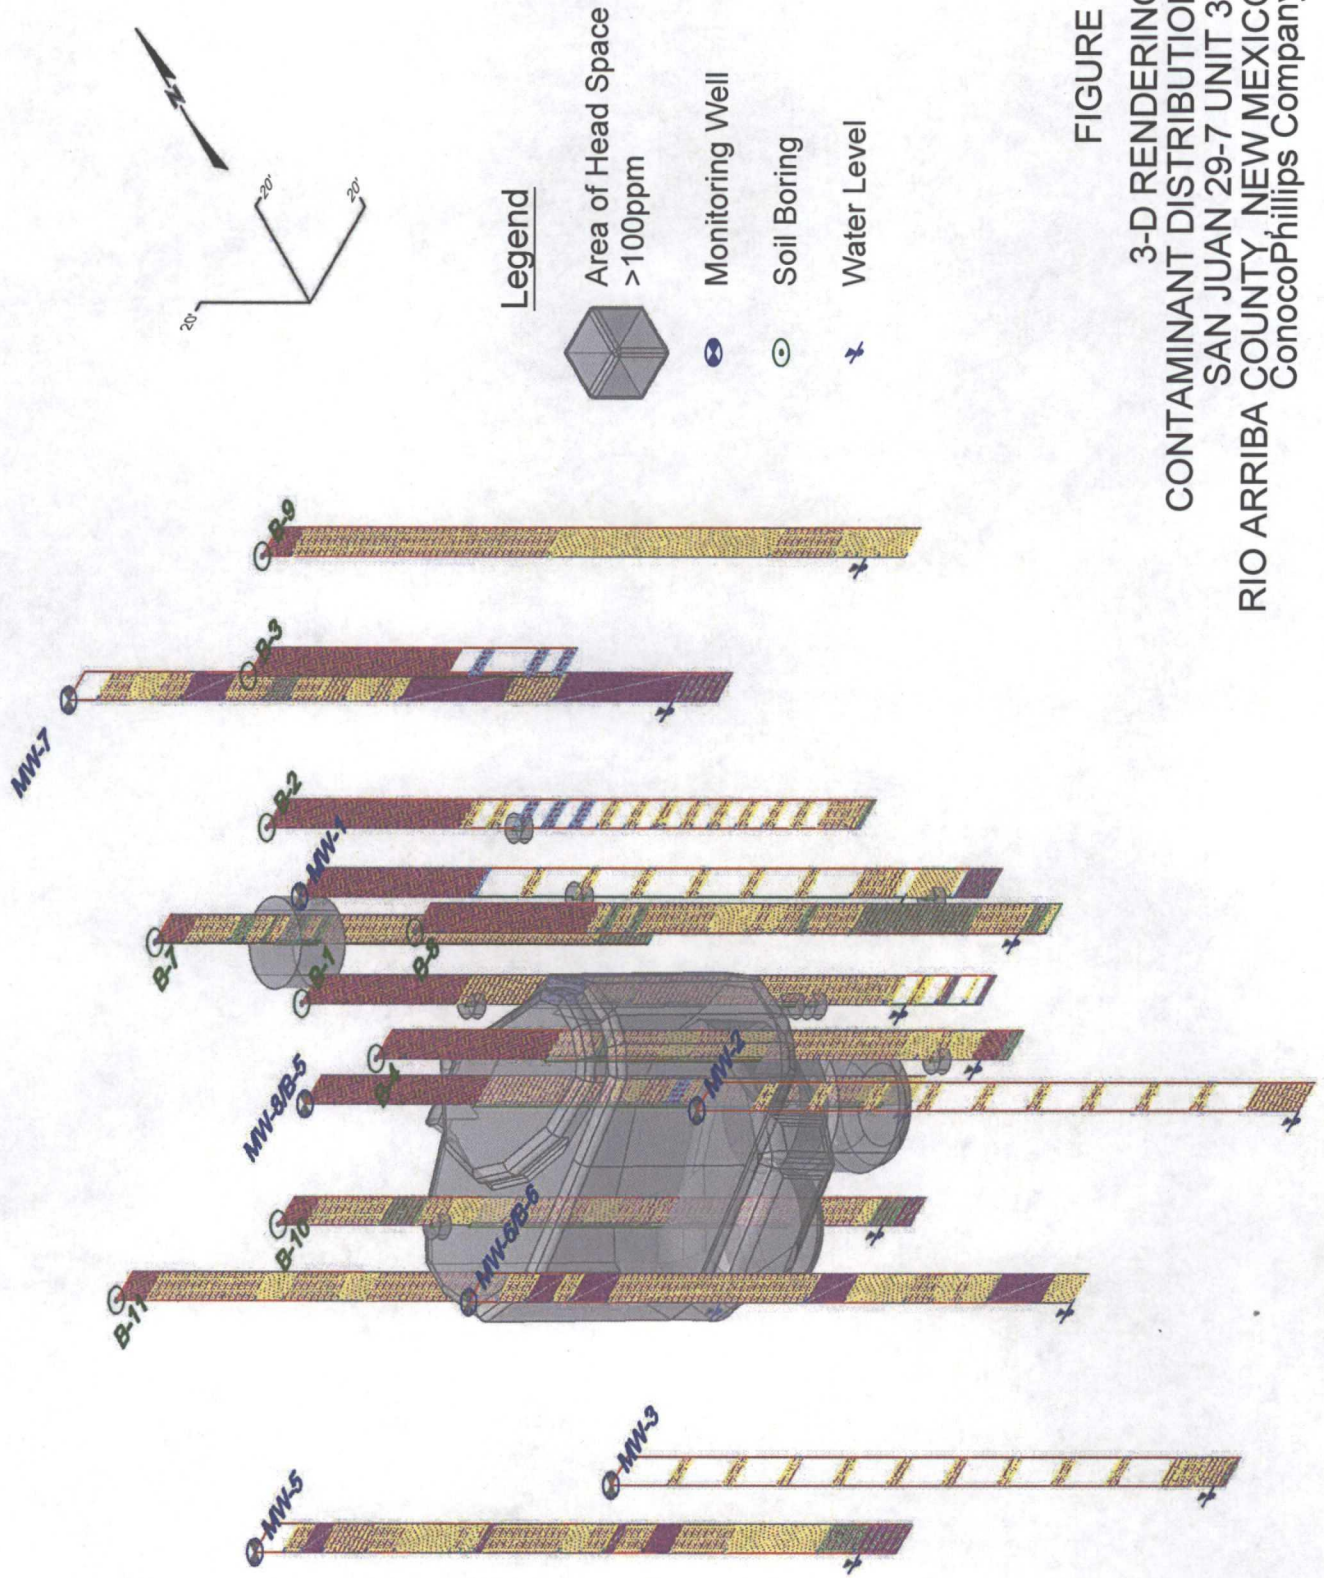 N
20'
20'
20'
Legend
Area of Head Space
>100ppm
Monitoring Well
Soil Boring
Water Level
MW-7
B-3
B-9
B-2
MW-1
B-7
B-1
B-8
B-4
MW-8/B-5
MW-2
B-10
MW-6/B-6
B-11
MW-5
MW-3
FIGURE
3-D RENDERING
CONTAMINANT DISTRIBUTION
SAN JUAN 29-7 UNIT 3
RIO ARRIBA COUNTY, NEW MEXICO
ConocoPhillips Company